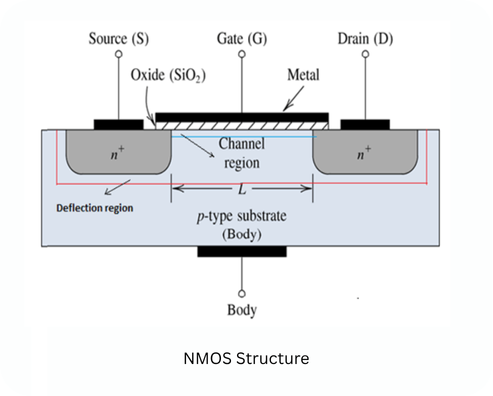 Source (S)
Gate (G)
Drain (D)
Oxide (SiO₂)
Metal
n⁺
Channel
region
n⁺
L
Deflection region
p-type substrate
(Body)
Body
NMOS Structure